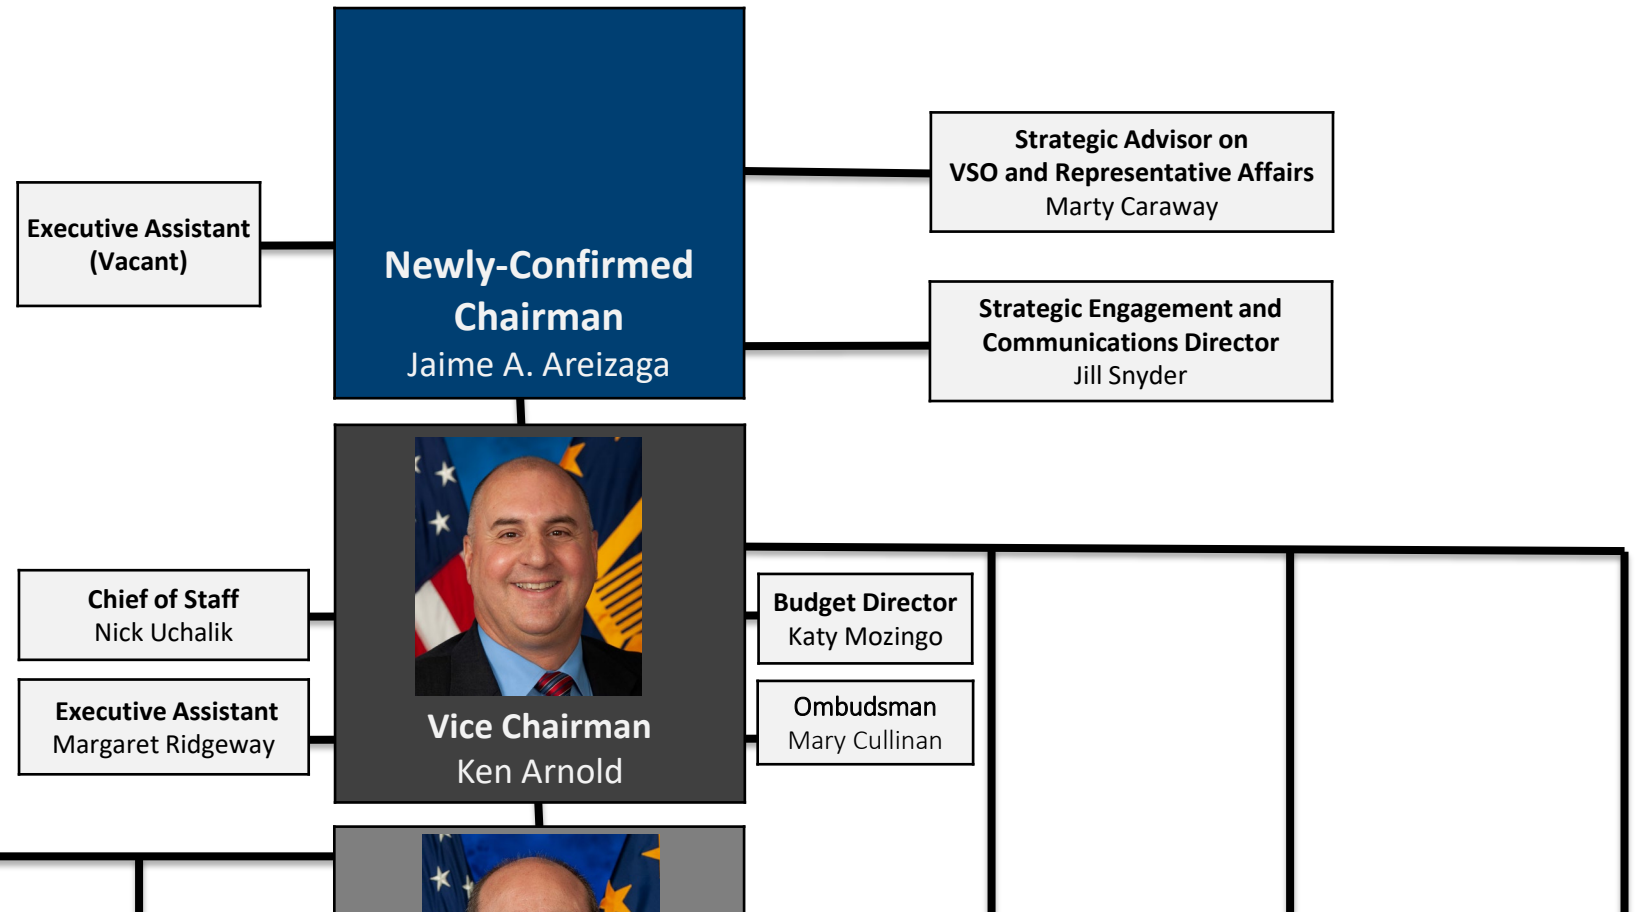 Strategic Advisor on
VSO and Representative Affairs
Marty Caraway
Executive Assistant
(Vacant)
Newly-Confirmed
Chairman
Jaime A. Areizaga
Strategic Engagement and
Communications Director
Jill Snyder
Chief of Staff
Nick Uchalik
Budget Director
Katy Mozingo
Executive Assistant
Margaret Ridgeway
Vice Chairman
Ken Arnold
Ombudsman
Mary Cullinan